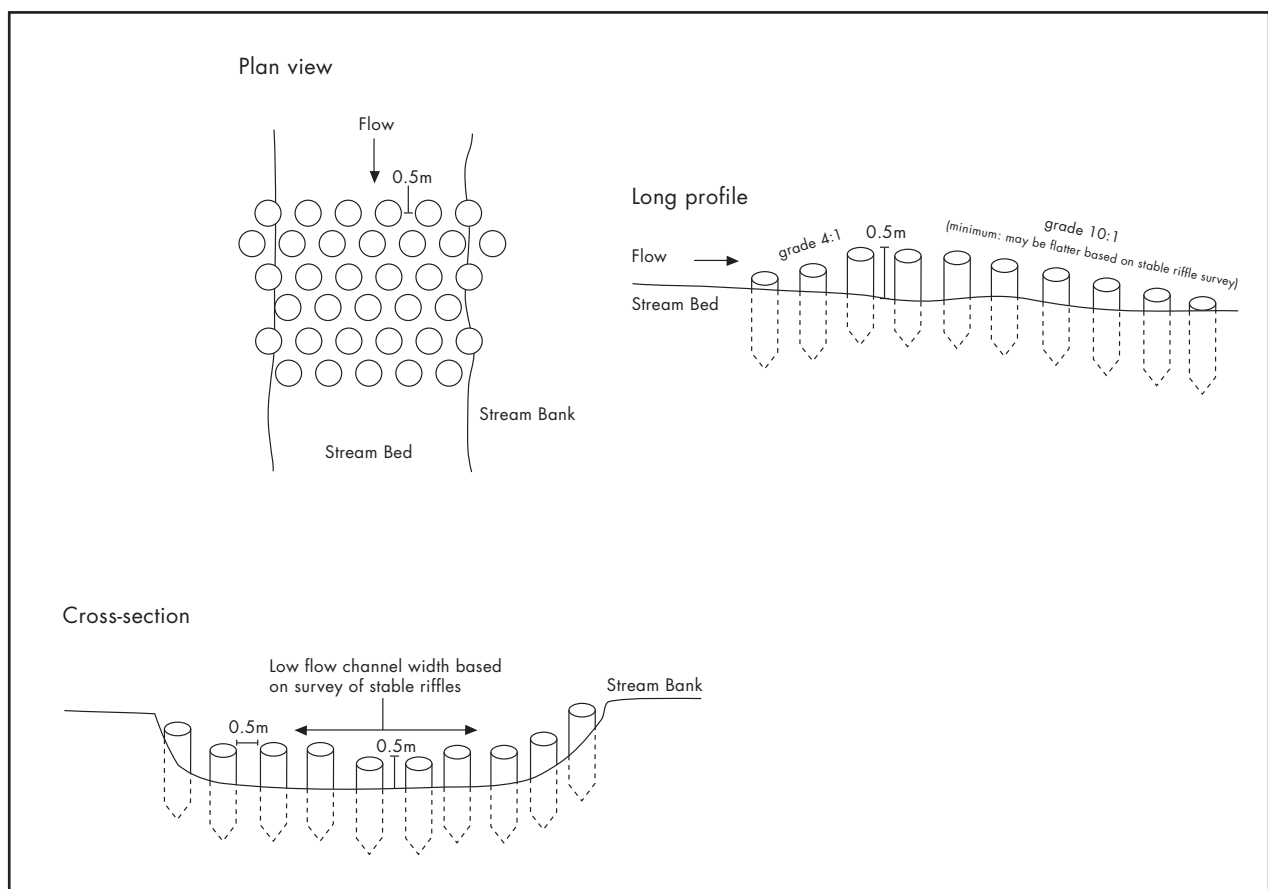 Plan view
Flow
0.5m
Stream Bank
Stream Bed
Long profile
grade 10:1
(minimum: may be flatter based on stable riffle survey)
grade 4:1
0.5m
Flow
Stream Bed
Cross-section
Low flow channel width based
on survey of stable riffles
Stream Bank
0.5m
0.5m